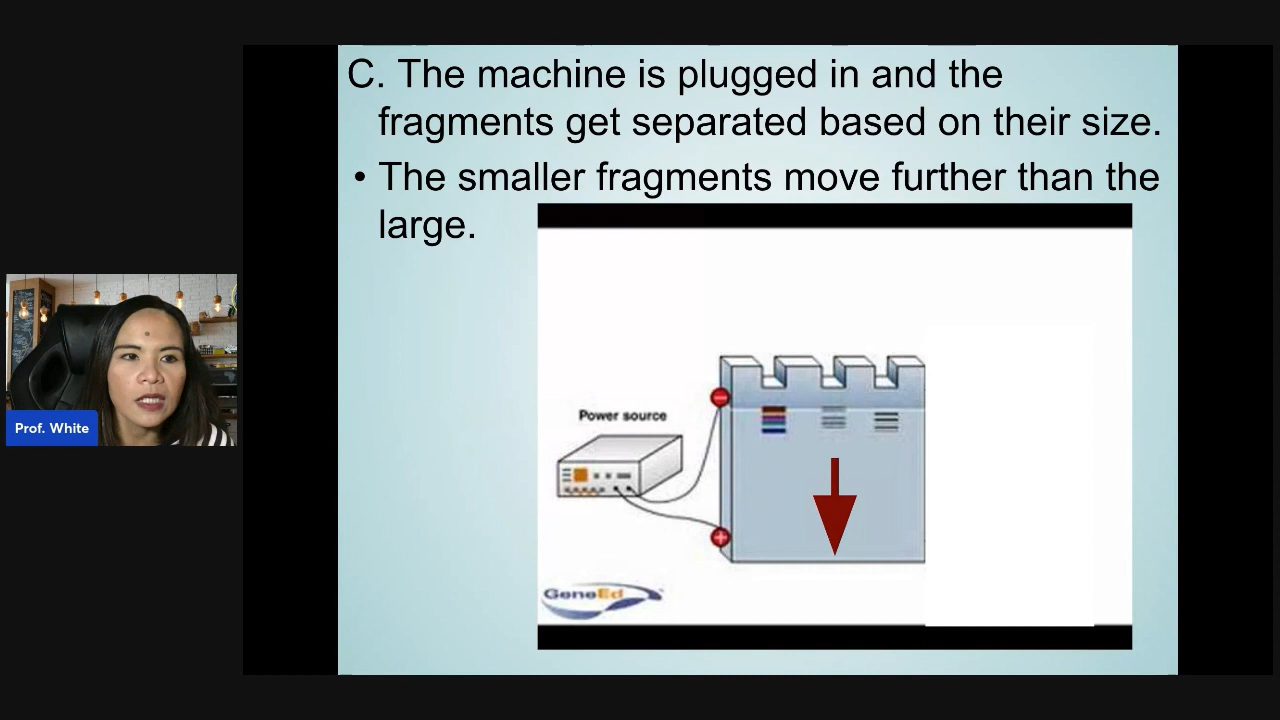 C. The machine is plugged in and the
fragments get separated based on their size.
• The smaller fragments move further than the
large.
Power source
−
+
GeneEd
Prof. White